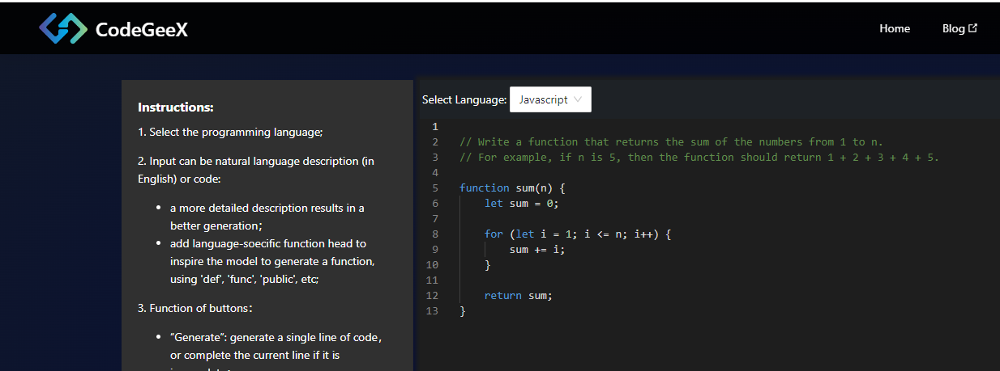 CodeGeeX
Home
Blog
Instructions:
1. Select the programming language;
2. Input can be natural language description (in
English) or code:
• a more detailed description results in a
better generation；
• add language-soecific function head to
inspire the model to generate a function,
using 'def', 'func', 'public', etc;
3. Function of buttons：
• “Generate”: generate a single line of code，
or complete the current line if it is
Select Language: Javascript
1
2 // Write a function that returns the sum of the numbers from 1 to n.
3 // For example, if n is 5, then the function should return 1 + 2 + 3 + 4 + 5.
4
5 function sum(n) {
6 let sum = 0;
7
8 for (let i = 1; i <= n; i++) {
9 sum += i;
10 }
11
12 return sum;
13 }